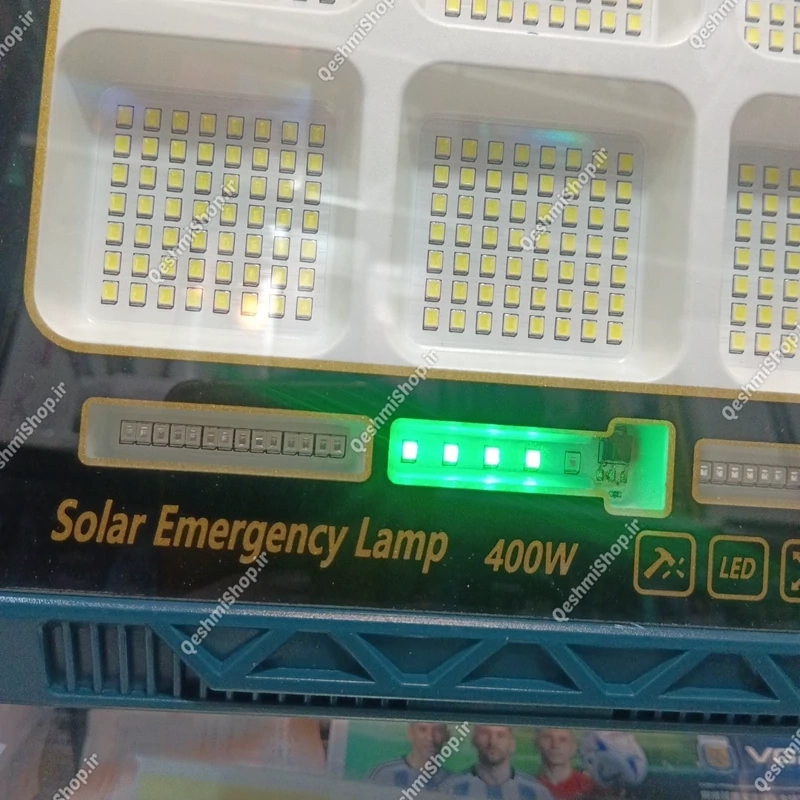 Solar Emergency Lamp 400W
LED
QeshmiShop.ir